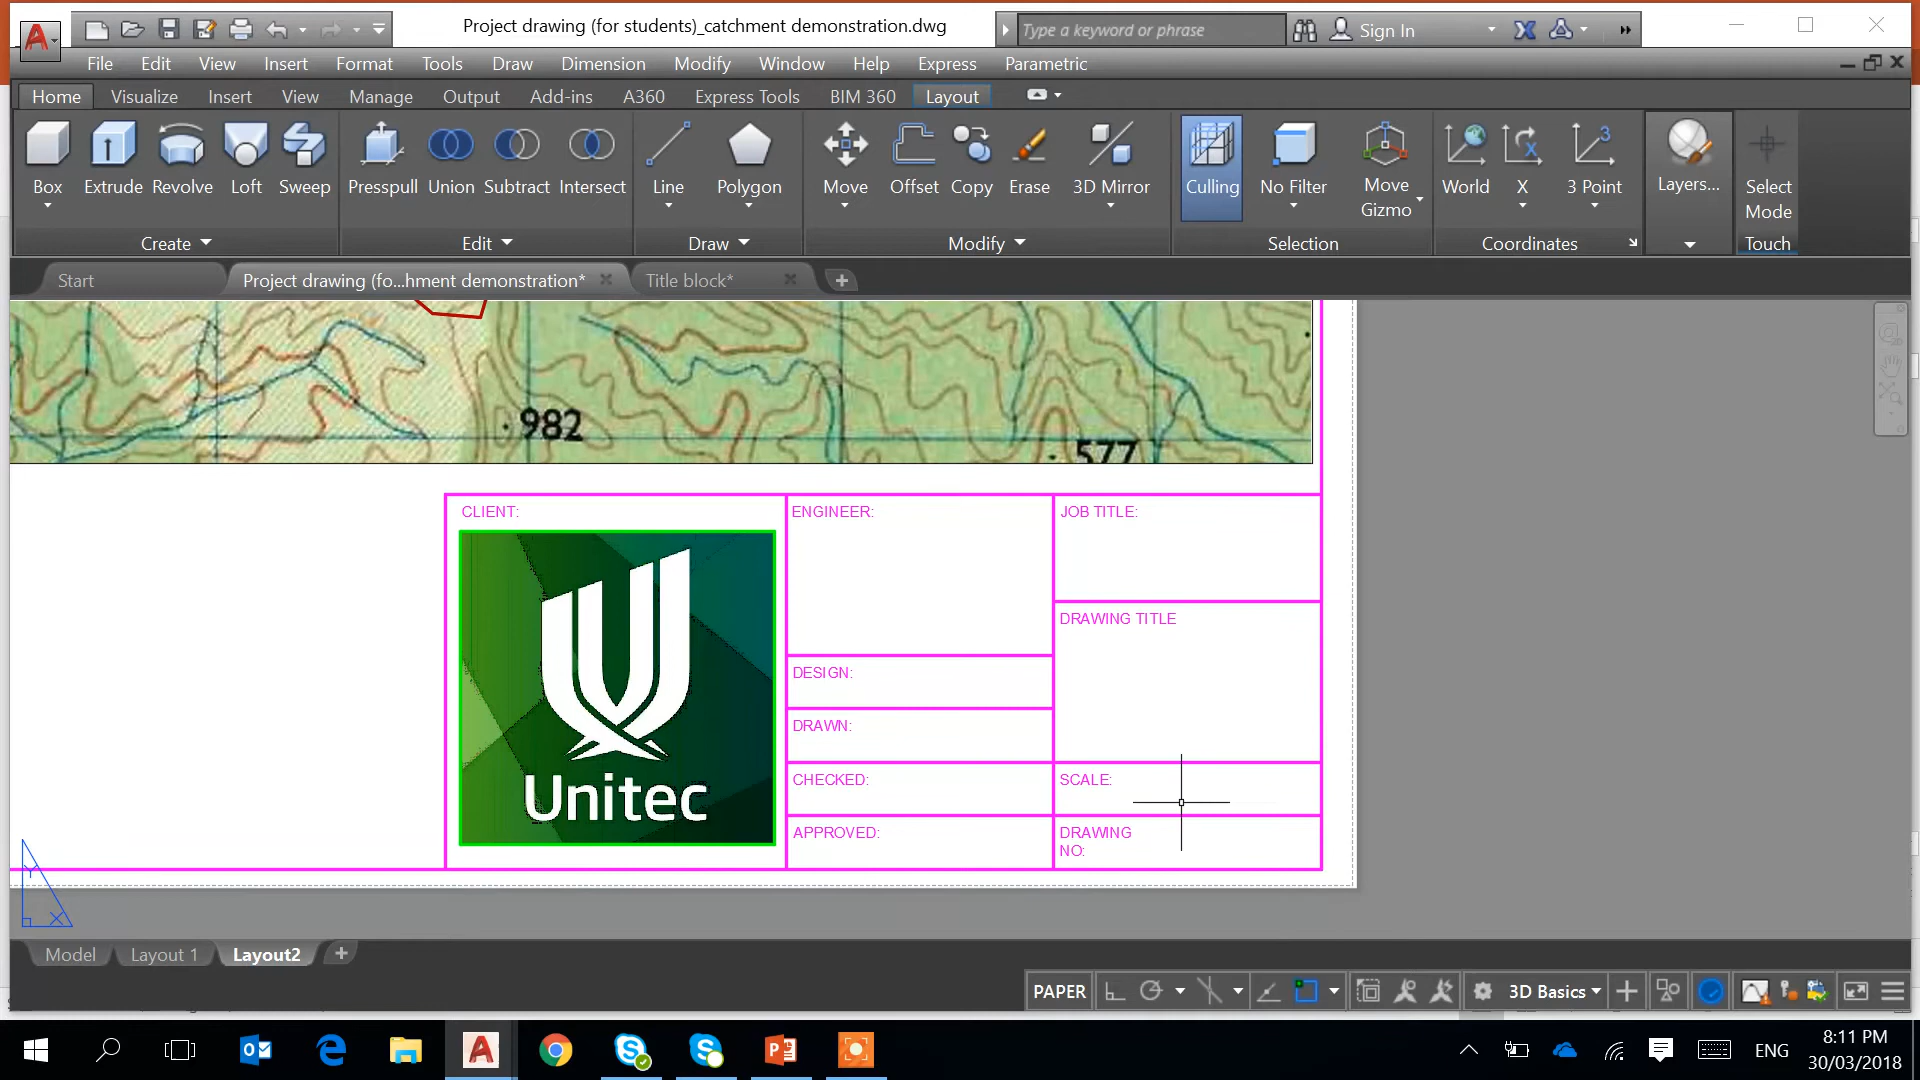 Project drawing (for students)_catchment demonstration.dwg
Type a keyword or phrase
Sign In
File Edit View Insert Format Tools Draw Dimension Modify Window Help Express Parametric
Home Visualize Insert View Manage Output Add-ins A360 Express Tools BIM 360 Layout
Box Extrude Revolve Loft Sweep Presspull Union Subtract Intersect Line Polygon Move Offset Copy Erase 3D Mirror Culling No Filter Move Gizmo World X 3 Point Layers... Select Mode
Create Edit Draw Modify Selection Coordinates Touch
Start Project drawing (fo...hment demonstration* Title block*
982
577
CLIENT: ENGINEER: JOB TITLE:
DRAWING TITLE
DESIGN:
DRAWN:
CHECKED: SCALE:
Unitec
APPROVED: DRAWING
NO:
Y
X
Model Layout 1 Layout2
PAPER 3D Basics
ENG
8:11 PM
30/03/2018